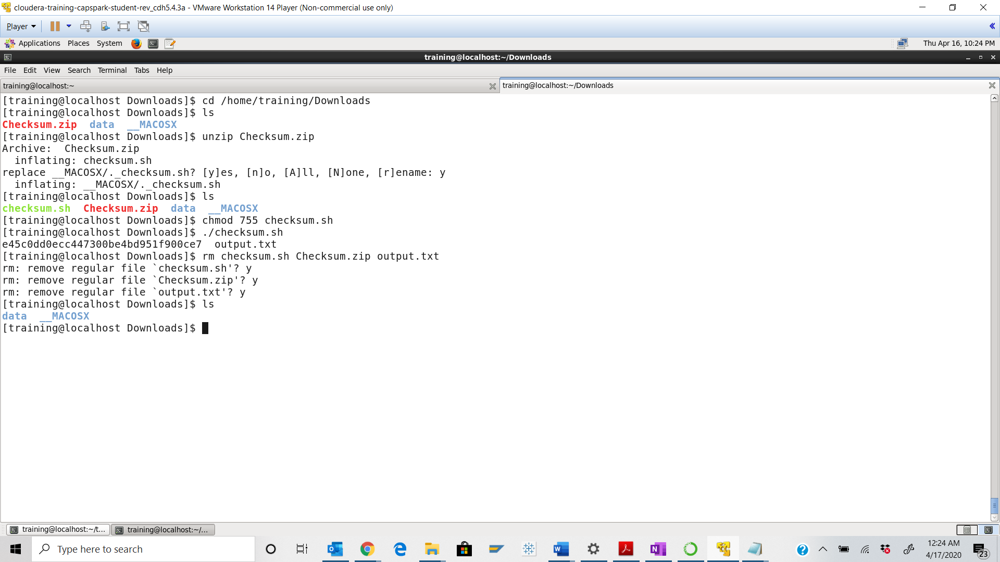 cloudera-training-capspark-student-rev_cdh5.4.3a - VMware Workstation 14 Player (Non-commercial use only)
Player
Applications Places System Thu Apr 16, 10:24 PM
training@localhost:~/Downloads
File Edit View Search Terminal Tabs Help
training@localhost:~ training@localhost:~/Downloads
[training@localhost Downloads]$ cd /home/training/Downloads
[training@localhost Downloads]$ ls
Checksum.zip  data  __MACOSX
[training@localhost Downloads]$ unzip Checksum.zip
Archive:  Checksum.zip
  inflating: checksum.sh
replace __MACOSX/._checksum.sh? [y]es, [n]o, [A]ll, [N]one, [r]ename: y
  inflating: __MACOSX/._checksum.sh
[training@localhost Downloads]$ ls
checksum.sh  Checksum.zip  data  __MACOSX
[training@localhost Downloads]$ chmod 755 checksum.sh
[training@localhost Downloads]$ ./checksum.sh
e45c0dd0ecc447300be4bd951f900ce7  output.txt
[training@localhost Downloads]$ rm checksum.sh Checksum.zip output.txt
rm: remove regular file `checksum.sh'? y
rm: remove regular file `Checksum.zip'? y
rm: remove regular file `output.txt'? y
[training@localhost Downloads]$ ls
data  __MACOSX
[training@localhost Downloads]$
training@localhost:~/t... training@localhost:~/...
Type here to search
12:24 AM
4/17/2020
23